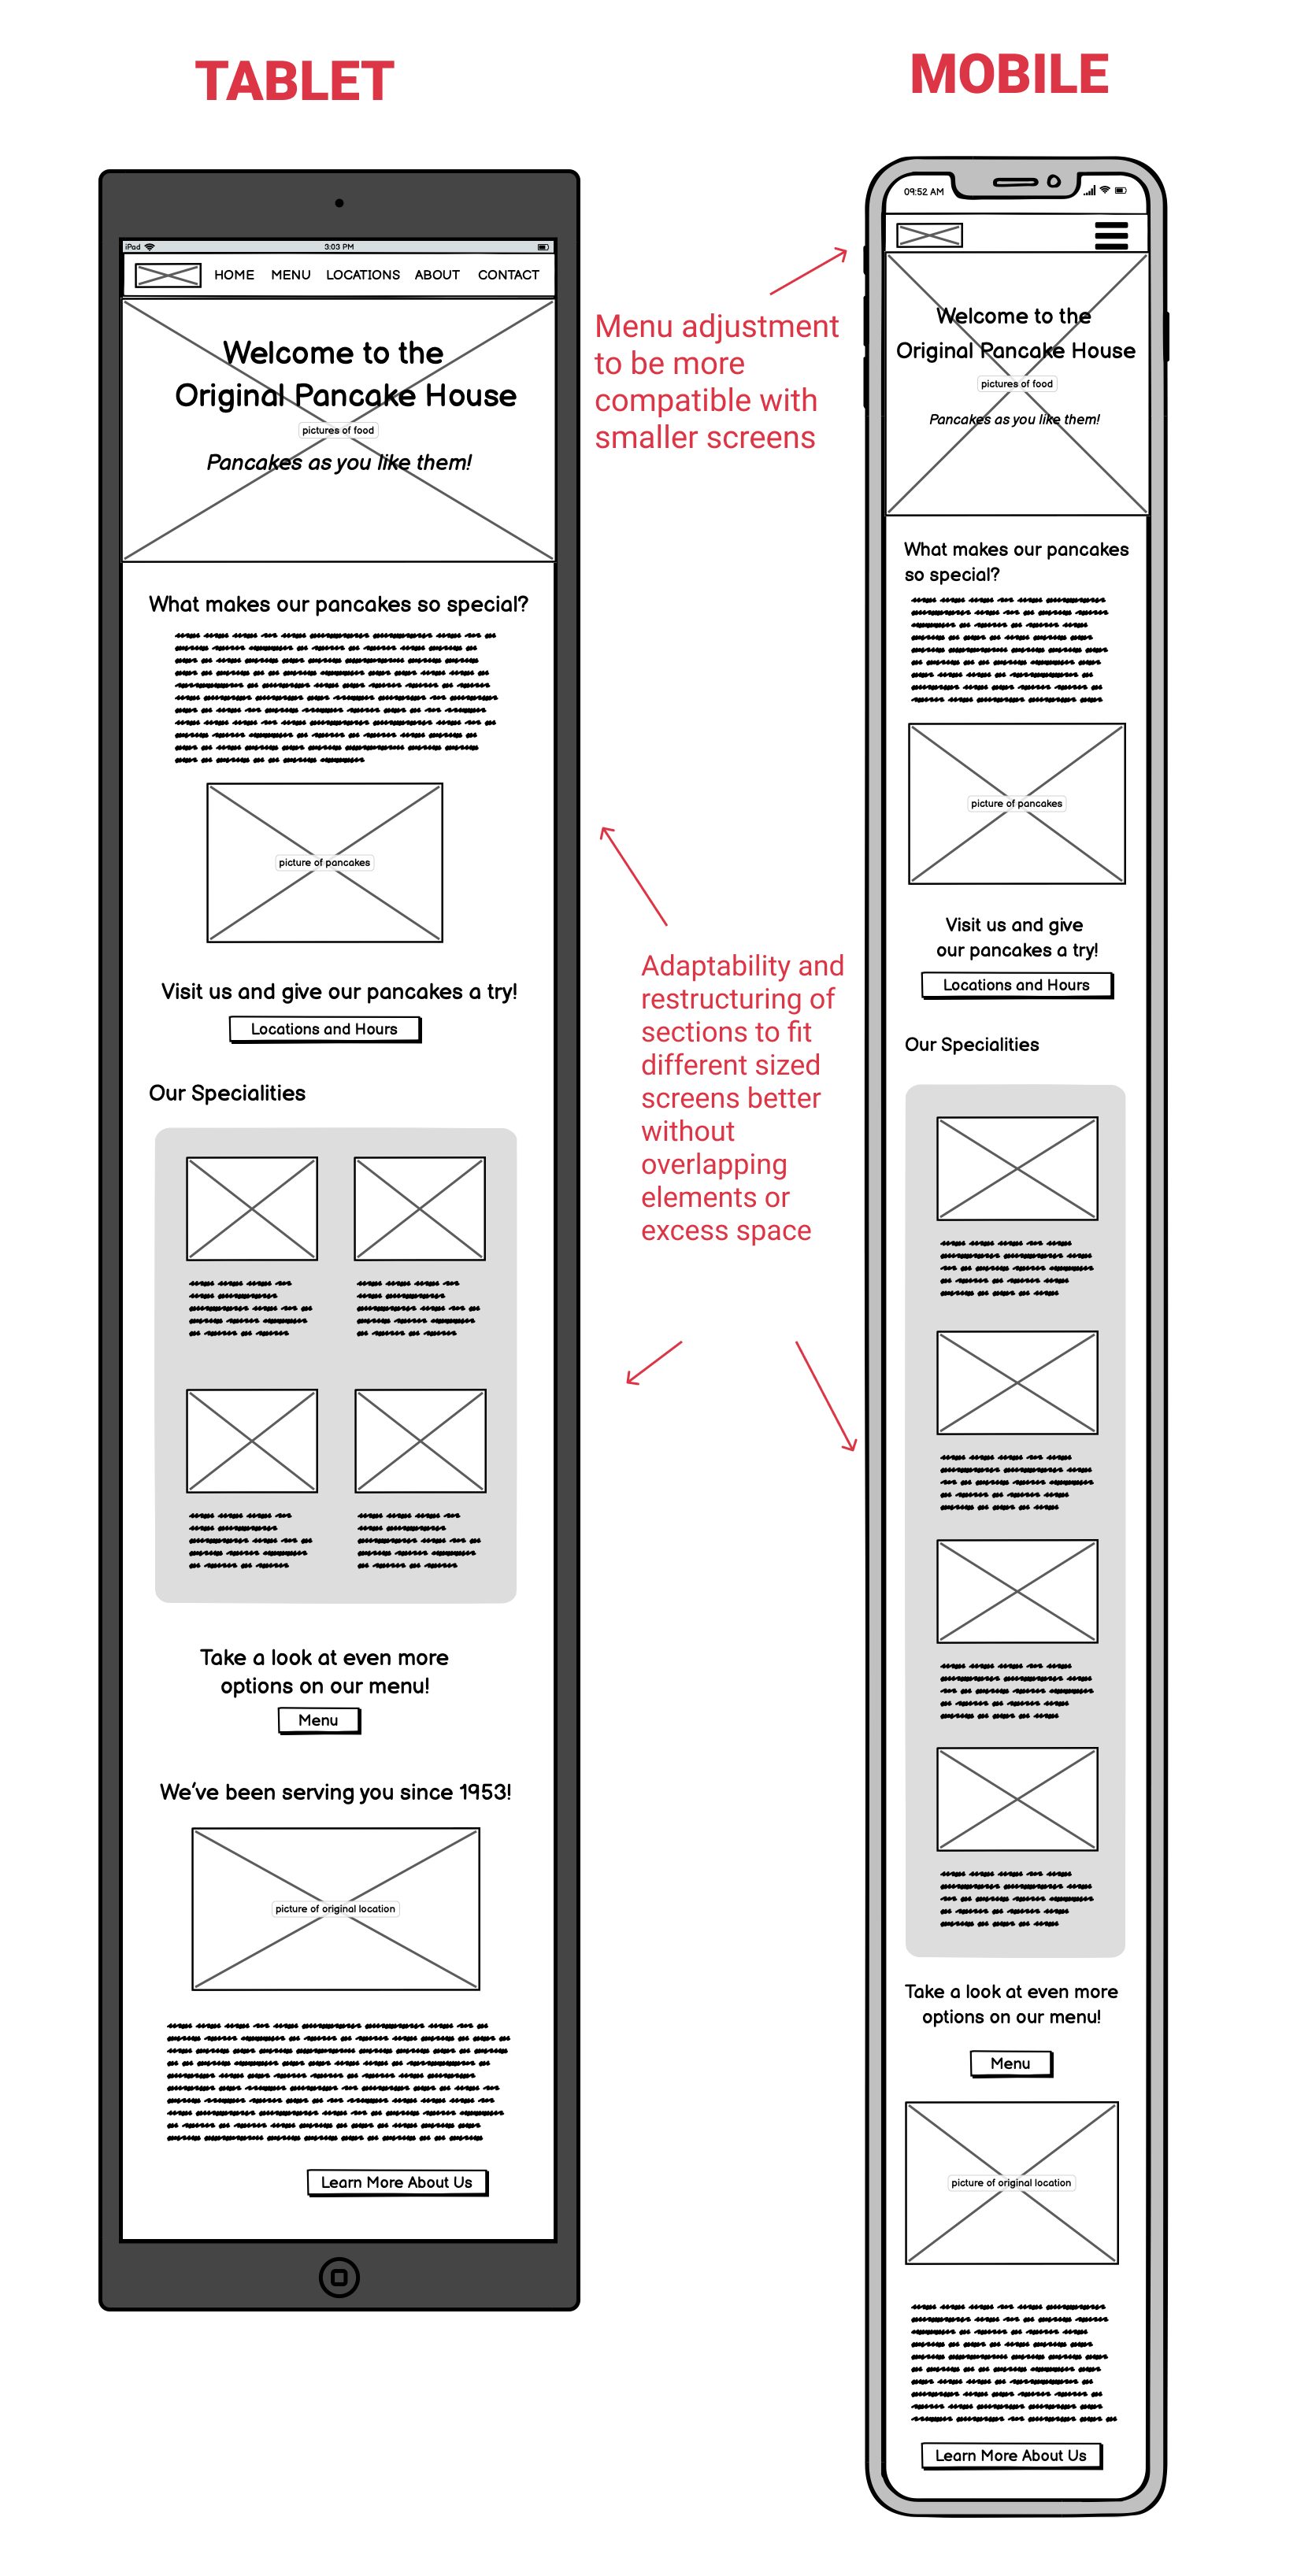 TABLET
iPad
3:03 PM
HOME MENU LOCATIONS ABOUT CONTACT
Welcome to the
Original Pancake House
pictures of food
Pancakes as you like them!
What makes our pancakes so special?
picture of pancakes
Visit us and give our pancakes a try!
Locations and Hours
Our Specialities
Take a look at even more
options on our menu!
Menu
We've been serving you since 1953!
picture of original location
Learn More About Us
Menu adjustment
to be more
compatible with
smaller screens
Adaptability and
restructuring of
sections to fit
different sized
screens better
without
overlapping
elements or
excess space
MOBILE
09:52 AM
Welcome to the
Original Pancake House
pictures of food
Pancakes as you like them!
What makes our pancakes
so special?
picture of pancakes
Visit us and give
our pancakes a try!
Locations and Hours
Our Specialities
Take a look at even more
options on our menu!
Menu
picture of original location
Learn More About Us